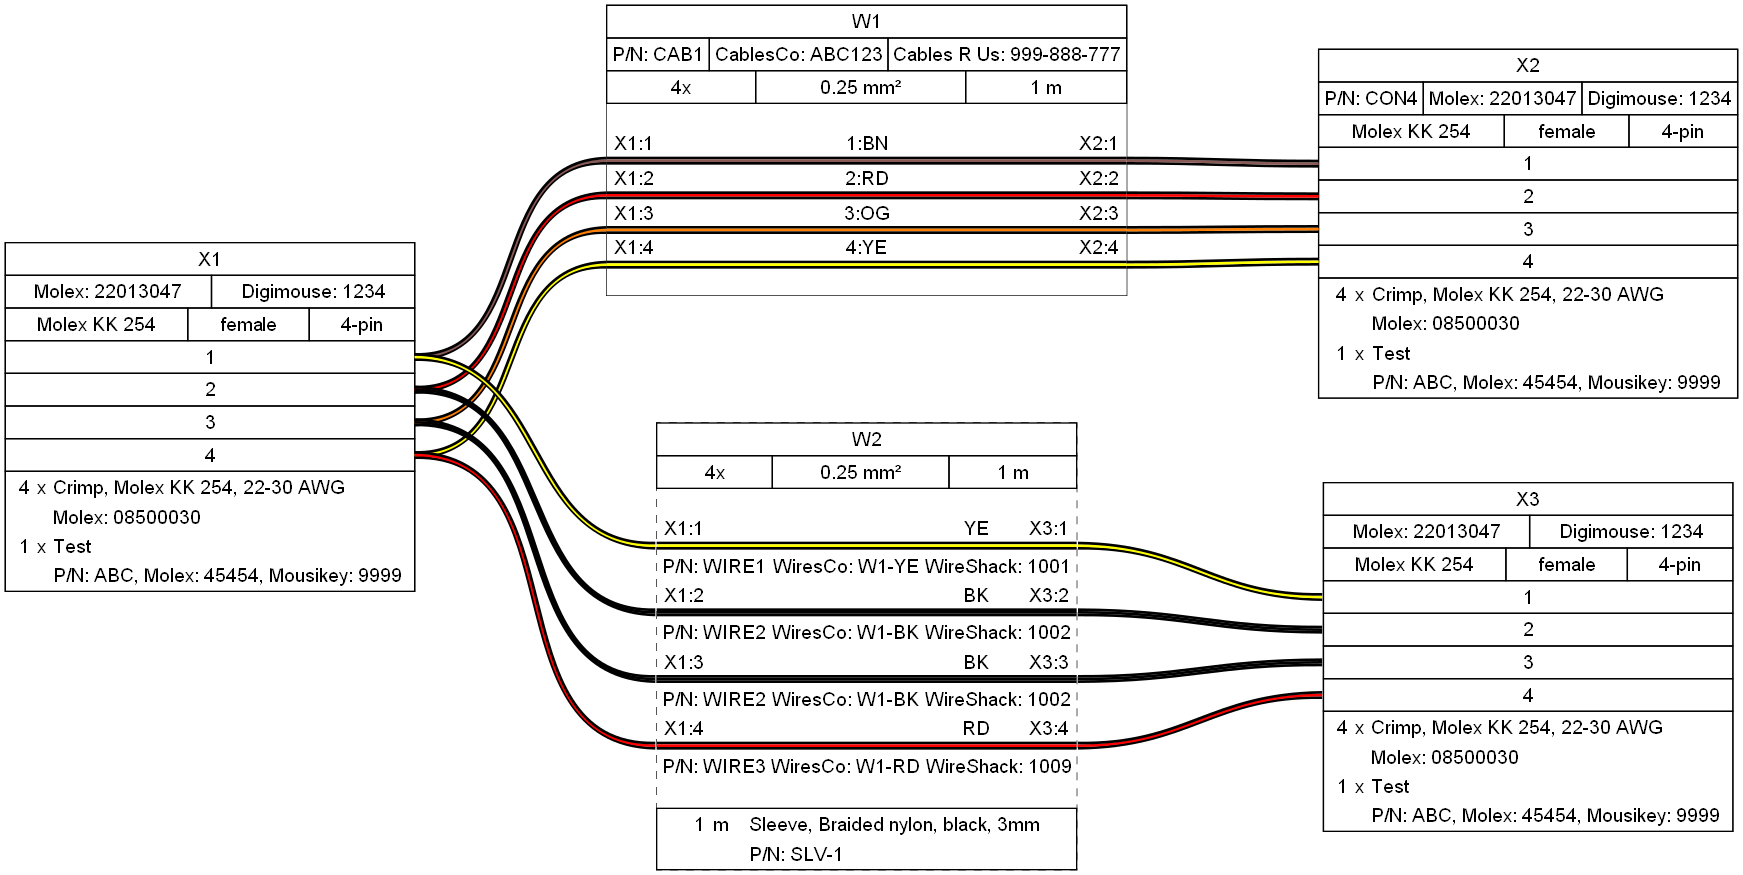 W1
P/N: CAB1 CablesCo: ABC123 Cables R Us: 999-888-777
4x 0.25 mm² 1 m
X1:1 1:BN X2:1
X1:2 2:RD X2:2
X1:3 3:OG X2:3
X1:4 4:YE X2:4
X2
P/N: CON4 Molex: 22013047 Digimouse: 1234
Molex KK 254 female 4-pin
1
2
3
4
4 x Crimp, Molex KK 254, 22-30 AWG
Molex: 08500030
1 x Test
P/N: ABC, Molex: 45454, Mousikey: 9999
X1
Molex: 22013047 Digimouse: 1234
Molex KK 254 female 4-pin
1
2
3
4
4 x Crimp, Molex KK 254, 22-30 AWG
Molex: 08500030
1 x Test
P/N: ABC, Molex: 45454, Mousikey: 9999
W2
4x 0.25 mm² 1 m
X1:1 YE X3:1
P/N: WIRE1 WiresCo: W1-YE WireShack: 1001
X1:2 BK X3:2
P/N: WIRE2 WiresCo: W1-BK WireShack: 1002
X1:3 BK X3:3
P/N: WIRE2 WiresCo: W1-BK WireShack: 1002
X1:4 RD X3:4
P/N: WIRE3 WiresCo: W1-RD WireShack: 1009
1 m Sleeve, Braided nylon, black, 3mm
P/N: SLV-1
X3
Molex: 22013047 Digimouse: 1234
Molex KK 254 female 4-pin
1
2
3
4
4 x Crimp, Molex KK 254, 22-30 AWG
Molex: 08500030
1 x Test
P/N: ABC, Molex: 45454, Mousikey: 9999